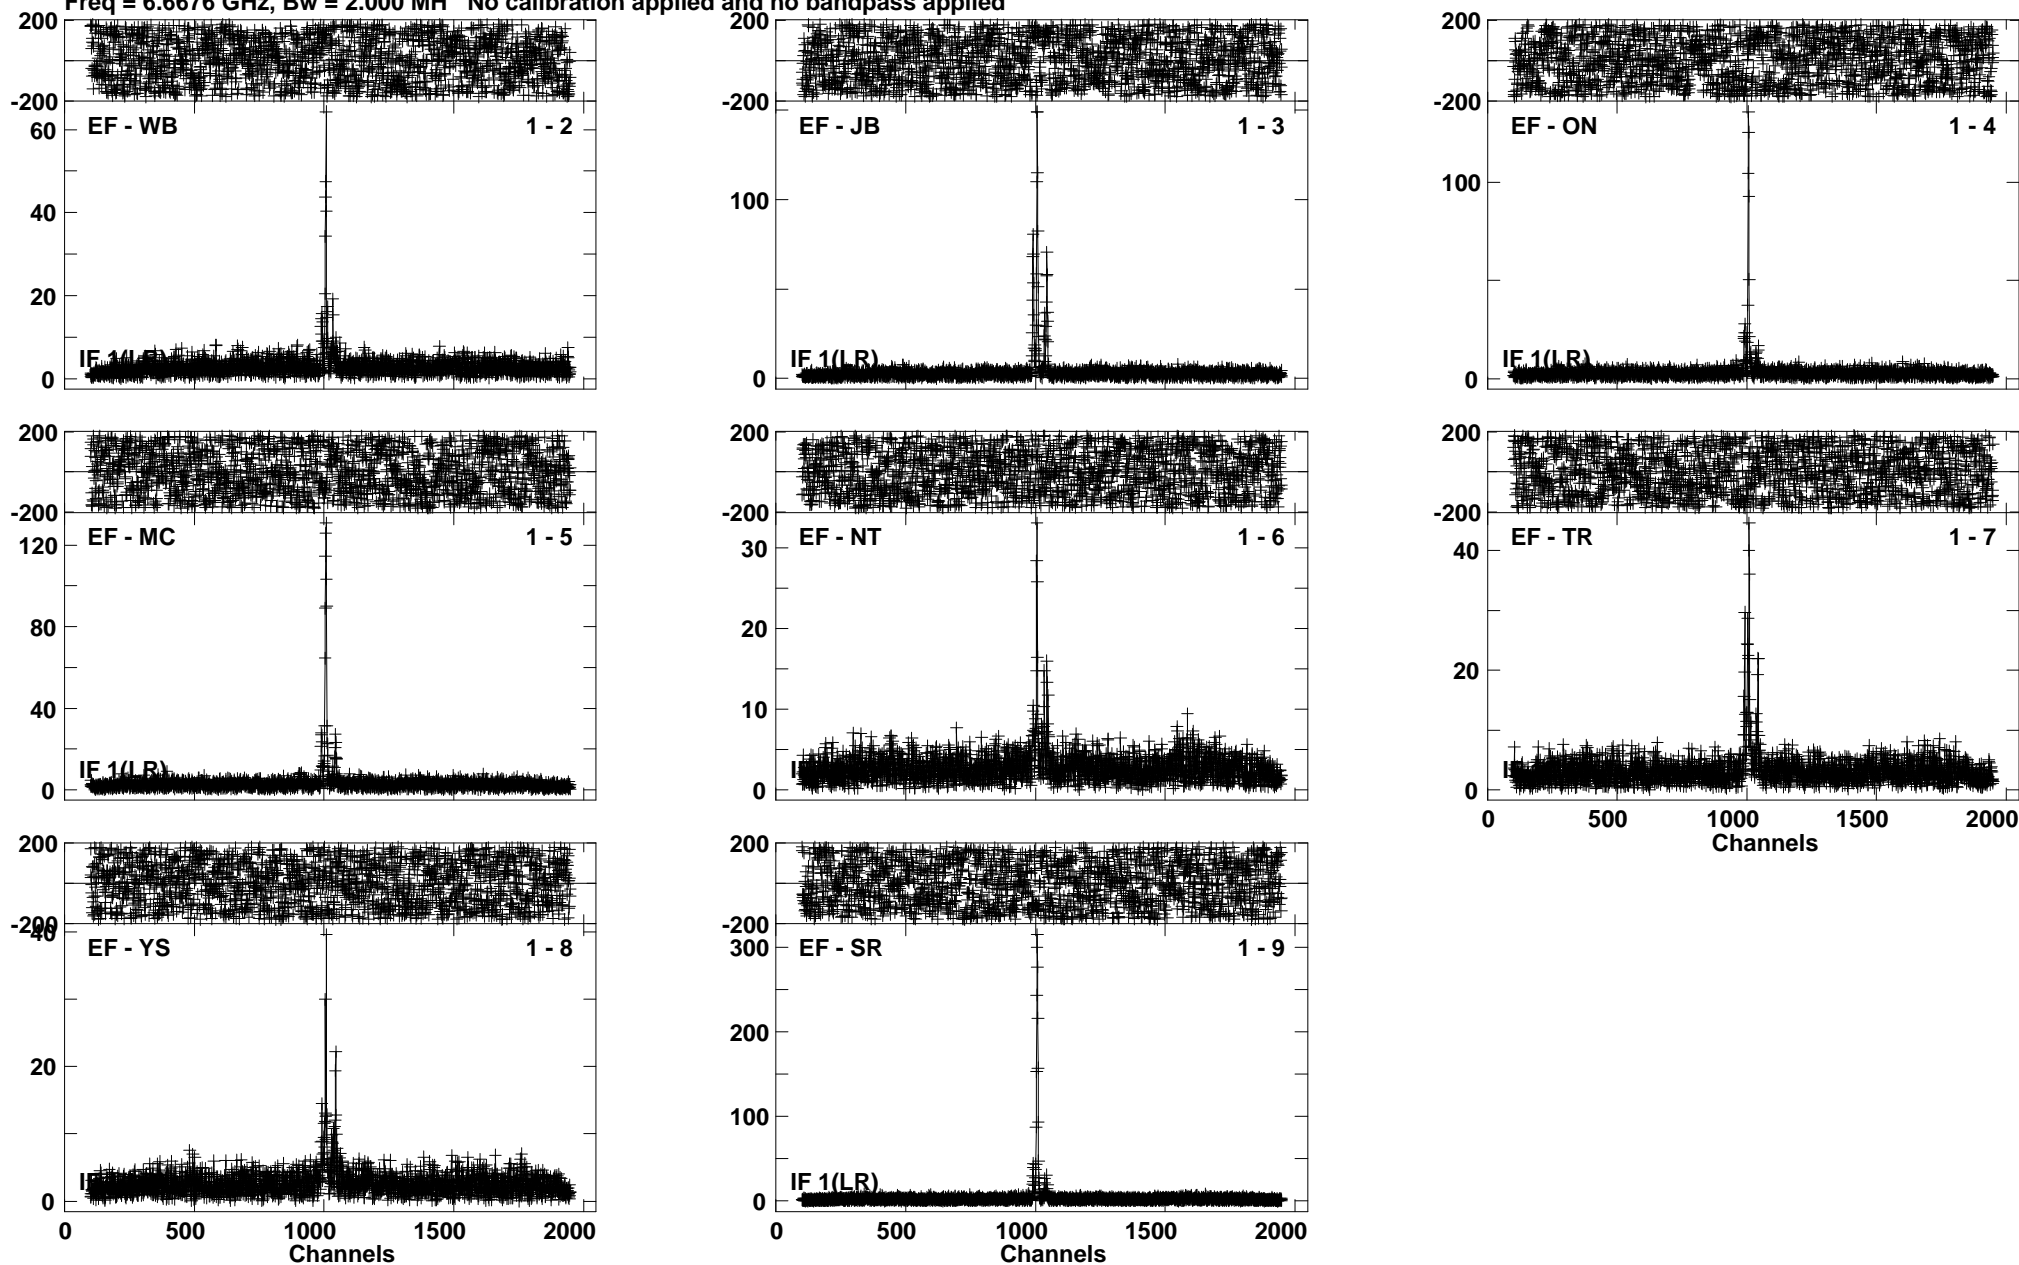 Freq = 6.6676 GHz, Bw = 2.000 MH No calibration applied and no bandpass applied
200
-200
EF - WB
1 - 2
60
40
20
0
IF 1(LR)
-200
EF - JB
1 - 3
100
0
IF 1(LR)
200
-200
EF - ON
1 - 4
100
0
IF 1(LR)
200
-200
EF - MC
1 - 5
120
80
40
0
IF 1(LR)
200
-200
EF - NT
1 - 6
30
20
10
0
200
-200
EF - TR
1 - 7
40
20
0
0 500 1000 1500 2000
Channels
200
-200
40
EF - YS
1 - 8
20
0
0 500 1000 1500 2000
Channels
200
-200
EF - SR
1 - 9
300
200
100
0
IF 1(LR)
0 500 1000 1500 2000
Channels